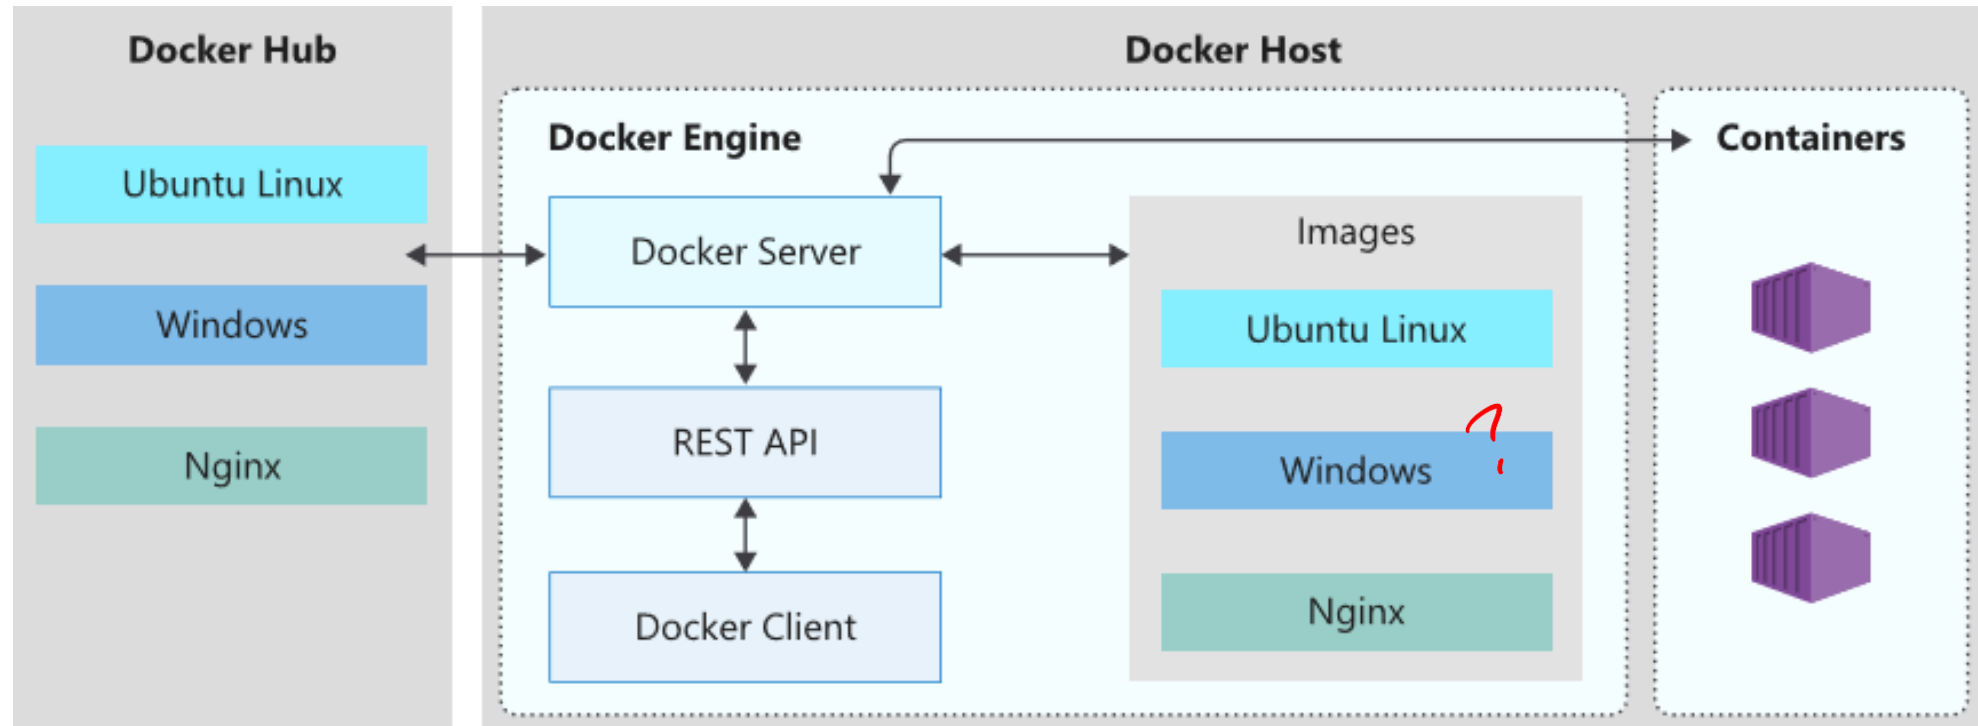 Docker Hub
Ubuntu Linux
Windows
Nginx
Docker Host
Docker Engine
Docker Server
REST API
Docker Client
Images
Ubuntu Linux
Windows
?
Nginx
Containers